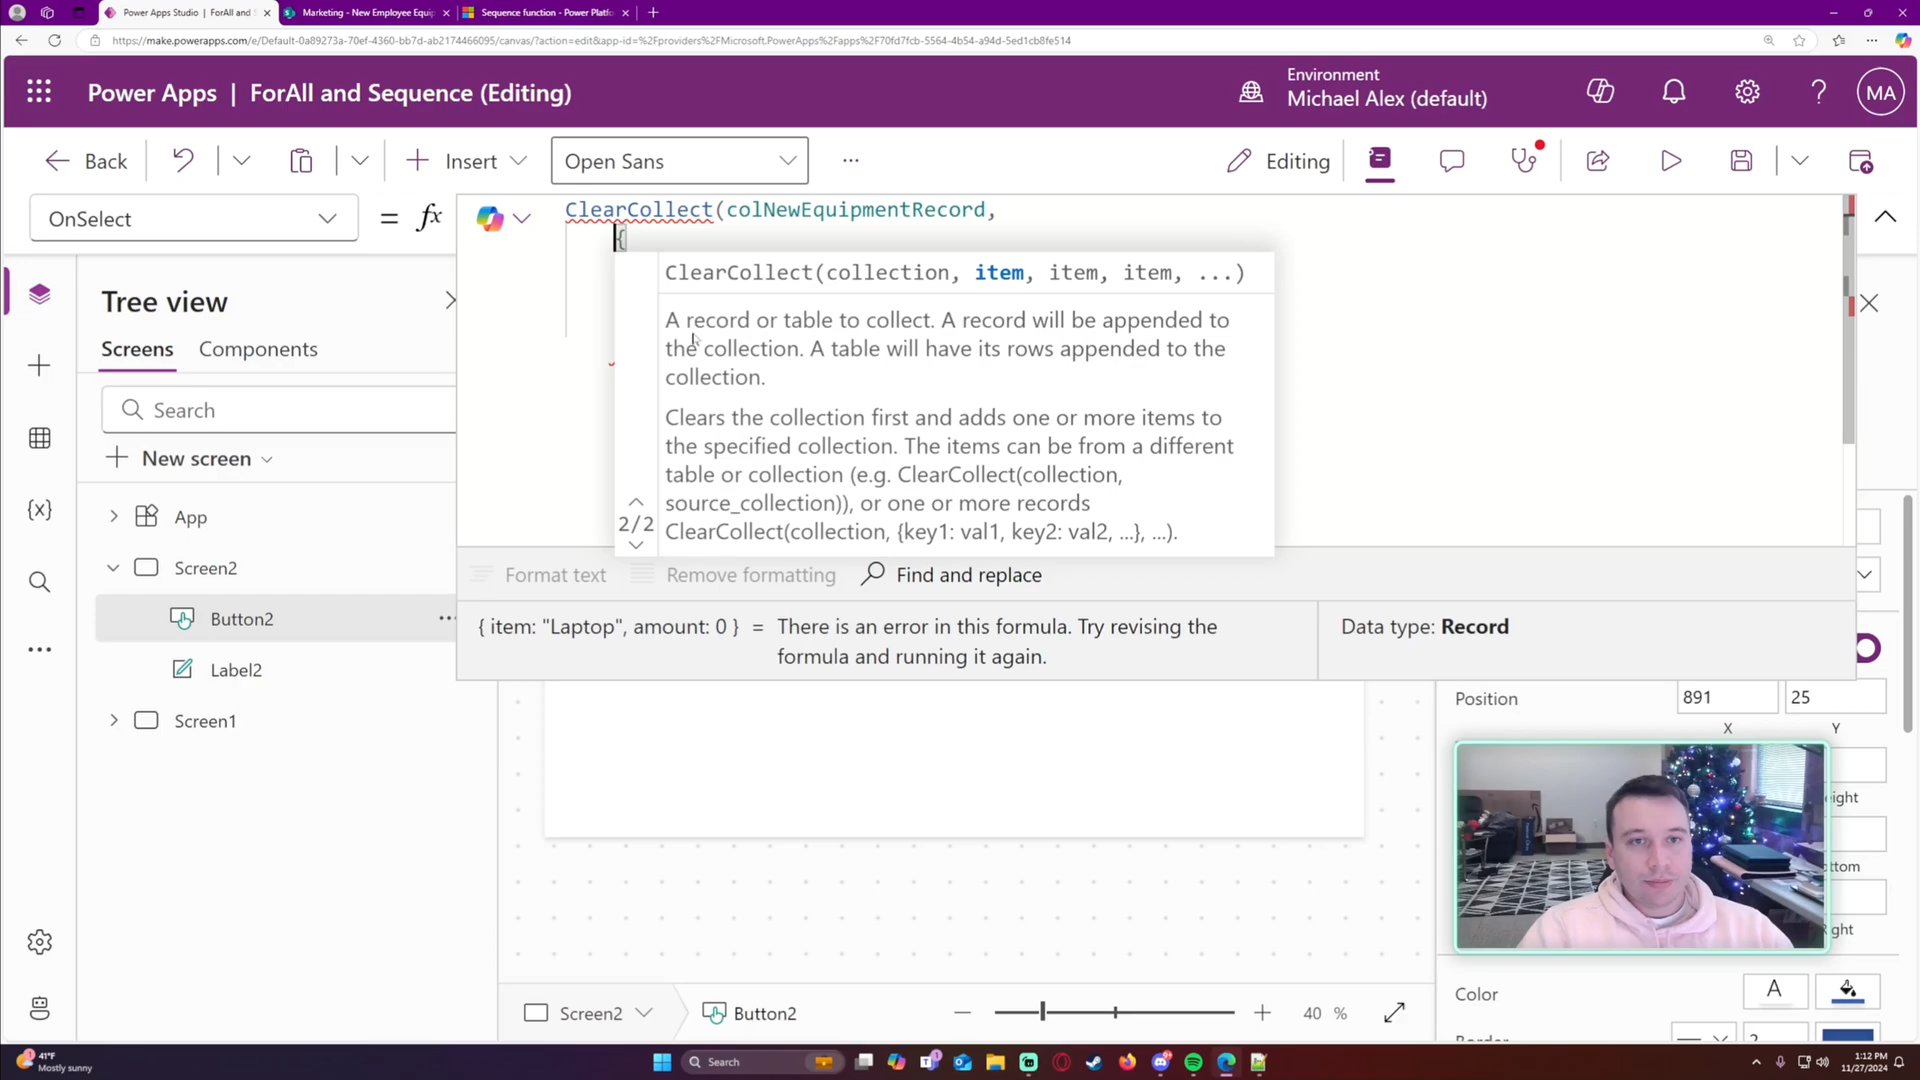 Power Apps Studio | ForAll and S
Marketing - New Employee Equip
Sequence function - Power Platfo
https://make.powerapps.com/e/Default-0a89273a-70ef-4360-bb7d-ab2174466095/canvas/?action=edit&app-id=%2Fproviders%2FMicrosoft.PowerApps%2Fapps%2F70fd7fcb-5564-4b54-a94d-5ed1cb8fe514
Power Apps | ForAll and Sequence (Editing)
Environment
Michael Alex (default)
MA
Back
Insert
Open Sans
Editing
OnSelect
= fx
ClearCollect(colNewEquipmentRecord,
{
ClearCollect(collection, item, item, item, ...)
A record or table to collect. A record will be appended to
the collection. A table will have its rows appended to the
collection.
Clears the collection first and adds one or more items to
the specified collection. The items can be from a different
table or collection (e.g. ClearCollect(collection,
source_collection)), or one or more records
ClearCollect(collection, {key1: val1, key2: val2, ...}, ...).
2/2
Tree view
Screens
Components
Search
New screen
App
Screen2
Button2
Label2
Screen1
Format text
Remove formatting
Find and replace
{ item: "Laptop", amount: 0 } = There is an error in this formula. Try revising the
formula and running it again.
Data type: Record
Position
891
25
X
Y
eight
ottom
ight
Color
A
Screen2
Button2
40 %
41°F
Mostly sunny
Search
1:12 PM
11/27/2024